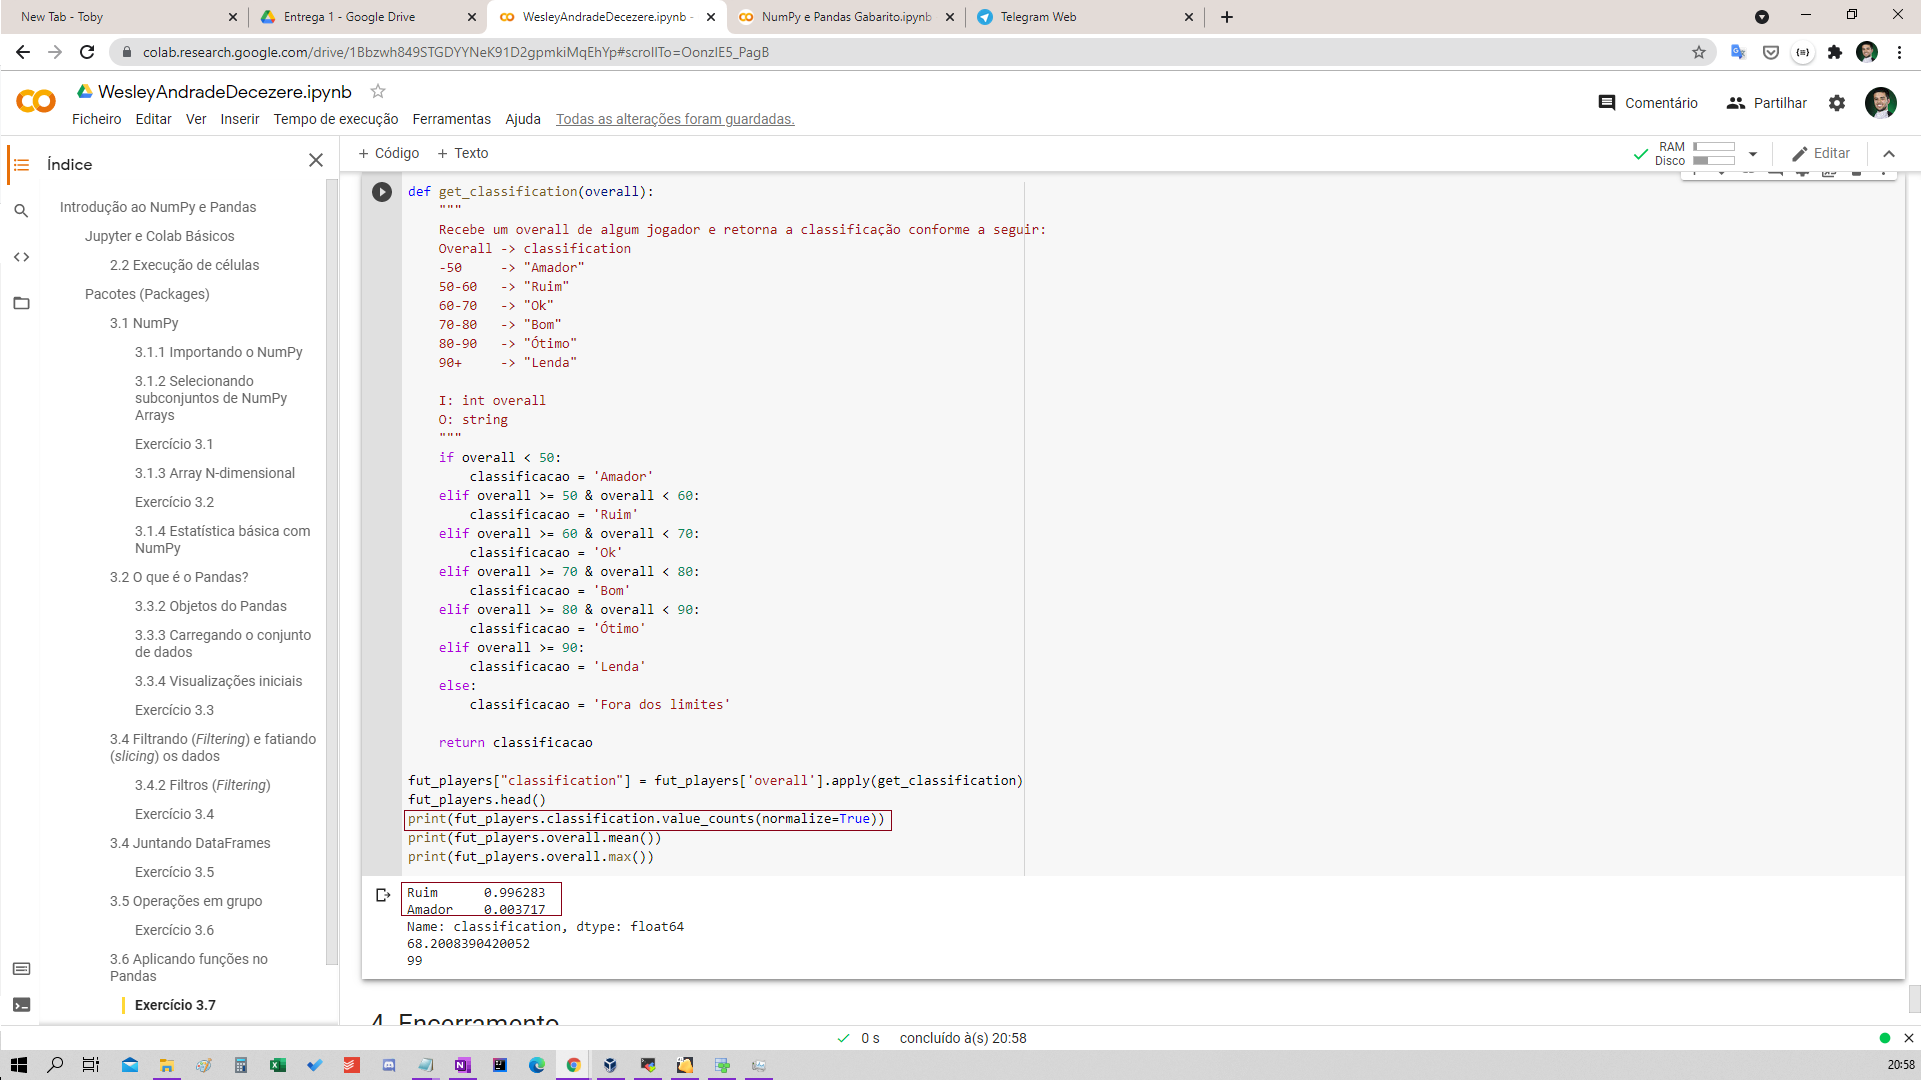 New Tab - Toby
Entrega 1 - Google Drive
WesleyAndradeDecezere.ipynb -
NumPy e Pandas Gabarito.ipynb
Telegram Web
colab.research.google.com/drive/1Bbzwh849STGDYYNeK91D2gpmkiMqEhYp#scrollTo=OonzIE5_PagB
WesleyAndradeDecezere.ipynb
Ficheiro Editar Ver Inserir Tempo de execução Ferramentas Ajuda Todas as alterações foram guardadas.
Comentário
Partilhar
Índice
+ Código + Texto
RAM
Disco
Editar
Introdução ao NumPy e Pandas
Jupyter e Colab Básicos
2.2 Execução de células
Pacotes (Packages)
3.1 NumPy
3.1.1 Importando o NumPy
3.1.2 Selecionando
subconjuntos de NumPy
Arrays
Exercício 3.1
3.1.3 Array N-dimensional
Exercício 3.2
3.1.4 Estatística básica com
NumPy
3.2 O que é o Pandas?
3.3.2 Objetos do Pandas
3.3.3 Carregando o conjunto
de dados
3.3.4 Visualizações iniciais
Exercício 3.3
3.4 Filtrando (Filtering) e fatiando
(slicing) os dados
3.4.2 Filtros (Filtering)
Exercício 3.4
3.4 Juntando DataFrames
Exercício 3.5
3.5 Operações em grupo
Exercício 3.6
3.6 Aplicando funções no
Pandas
Exercício 3.7
def get_classification(overall):
    """
    Recebe um overall de algum jogador e retorna a classificação conforme a seguir:
    Overall -> classification
    -50     -> "Amador"
    50-60   -> "Ruim"
    60-70   -> "Ok"
    70-80   -> "Bom"
    80-90   -> "Ótimo"
    90+     -> "Lenda"
    I: int overall
    O: string
    """
    if overall < 50:
        classificacao = 'Amador'
    elif overall >= 50 & overall < 60:
        classificacao = 'Ruim'
    elif overall >= 60 & overall < 70:
        classificacao = 'Ok'
    elif overall >= 70 & overall < 80:
        classificacao = 'Bom'
    elif overall >= 80 & overall < 90:
        classificacao = 'Ótimo'
    elif overall >= 90:
        classificacao = 'Lenda'
    else:
        classificacao = 'Fora dos limites'
    return classificacao
fut_players["classification"] = fut_players['overall'].apply(get_classification)
fut_players.head()
print(fut_players.classification.value_counts(normalize=True))
print(fut_players.overall.mean())
print(fut_players.overall.max())
Ruim      0.996283
Amador    0.003717
Name: classification, dtype: float64
68.2008390420052
99
4. Encerramento
0 s concluído à(s) 20:58
20:58